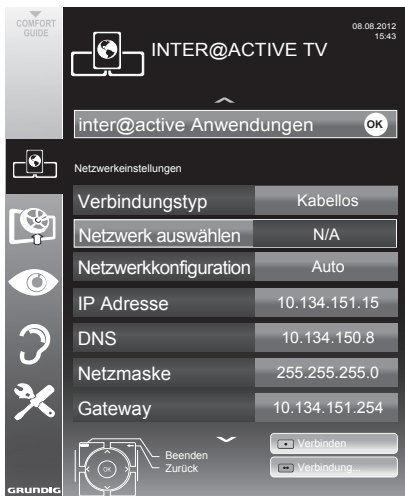 COMFORT
GUIDE
08.08.2012
15:43
INTER@ACTIVE TV
inter@active Anwendungen OK
Netzwerkeinstellungen
Verbindungstyp Kabellos
Netzwerk auswählen N/A
Netzwerkkonfiguration Auto
IP Adresse 10.134.151.15
DNS 10.134.150.8
Netzmaske 255.255.255.0
Gateway 10.134.151.254
Beenden
Zurück
OK
Verbinden
Verbindung...
GRUNDIG